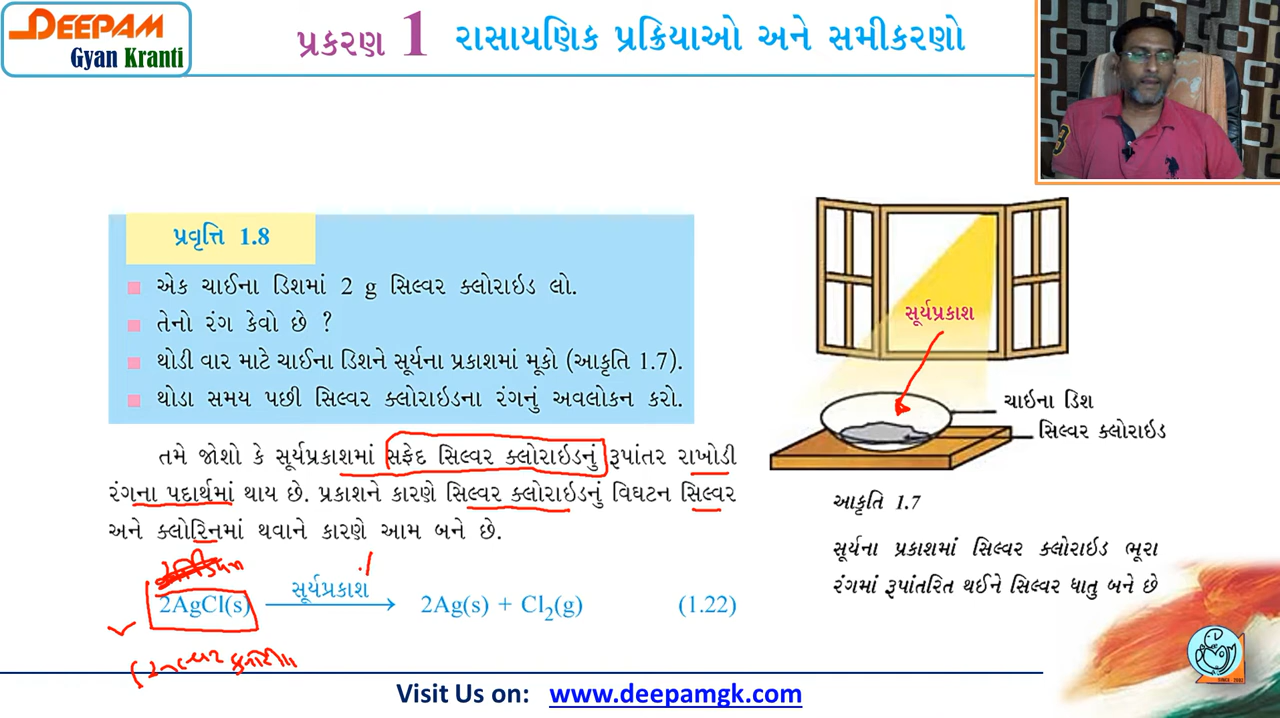 DEEPAM
Gyan Kranti
પ્રકરણ 1 રાસાયણિક પ્રક્રિયાઓ અને સમીકરણો
પ્રવૃત્તિ 1.8
એક ચાઈના ડિશમાં 2 g સિલ્વર ક્લોરાઇડ લો.
તેનો રંગ કેવો છે ?
થોડી વાર માટે ચાઈના ડિશને સૂર્યના પ્રકાશમાં મૂકો (આકૃતિ 1.7).
થોડા સમય પછી સિલ્વર ક્લોરાઇડના રંગનું અવલોકન કરો.
તમે જોશો કે સૂર્યપ્રકાશમાં સફેદ સિલ્વર ક્લોરાઇડનું રૂપાંતર રાખોડી
રંગના પદાર્થમાં થાય છે. પ્રકાશને કારણે સિલ્વર ક્લોરાઇડનું વિઘટન સિલ્વર
અને ક્લોરિનમાં થવાને કારણે આમ બને છે.
2AgCl(s) સૂર્યપ્રકાશ → 2Ag(s) + Cl₂(g) (1.22)
સૂર્યપ્રકાશ
ચાઇના ડિશ
સિલ્વર ક્લોરાઇડ
આકૃતિ 1.7
સૂર્યના પ્રકાશમાં સિલ્વર ક્લોરાઇડ ભૂરા
રંગમાં રૂપાંતરિત થઈને સિલ્વર ધાતુ બને છે
Visit Us on: www.deepamgk.com